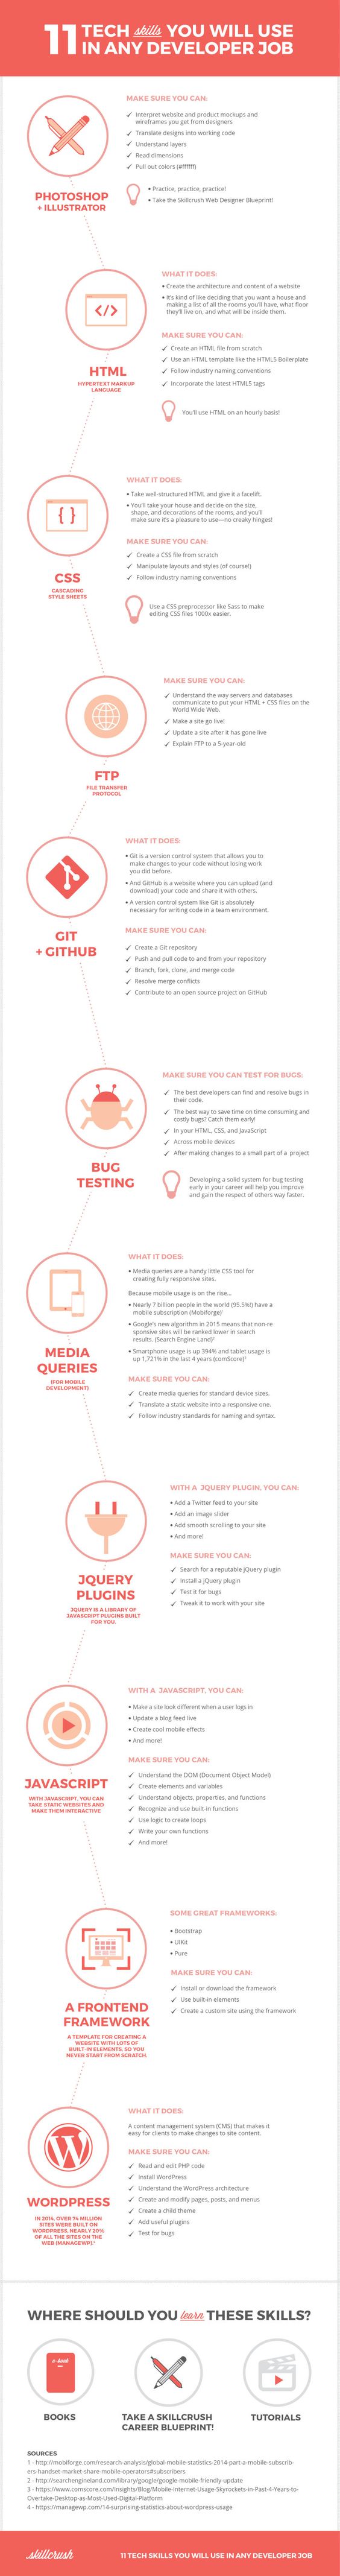 11 TECH skills YOU WILL USE
IN ANY DEVELOPER JOB
PHOTOSHOP
+ ILLUSTRATOR
MAKE SURE YOU CAN:
Interpret website and product mockups and
wireframes you get from designers
Translate designs into working code
Understand layers
Read dimensions
Pull out colors (#ffffff)
• Practice, practice, practice!
• Take the Skillcrush Web Designer Blueprint!
HTML
HYPERTEXT MARKUP
LANGUAGE
WHAT IT DOES:
• Create the architecture and content of a website
• It's kind of like deciding that you want a house and
making a list of all the rooms you'll have, what floor
they'll live on, and what will be inside them.
MAKE SURE YOU CAN:
Create an HTML file from scratch
Use an HTML template like the HTML5 Boilerplate
Follow industry naming conventions
Incorporate the latest HTML5 tags
You'll use HTML on an hourly basis!
CSS
CASCADING
STYLE SHEETS
WHAT IT DOES:
• Take well-structured HTML and give it a facelift.
• You'll take your house and decide on the size,
shape, and decorations of the rooms, and you'll
make sure it's a pleasure to use—no creaky hinges!
MAKE SURE YOU CAN:
Create a CSS file from scratch
Manipulate layouts and styles (of course!)
Follow industry naming conventions
Use a CSS preprocessor like Sass to make
editing CSS files 1000x easier.
FTP
FILE TRANSFER
PROTOCOL
MAKE SURE YOU CAN:
Understand the way servers and databases
communicate to put your HTML + CSS files on the
World Wide Web.
Make a site go live!
Update a site after it has gone live
Explain FTP to a 5-year-old
GIT
+ GITHUB
WHAT IT DOES:
• Git is a version control system that allows you to
make changes to your code without losing work
you did before.
• And GitHub is a website where you can upload (and
download) your code and share it with others.
• A version control system like Git is absolutely
necessary for writing code in a team environment.
MAKE SURE YOU CAN:
Create a Git repository
Push and pull code to and from your repository
Branch, fork, clone, and merge code
Resolve merge conflicts
Contribute to an open source project on GitHub
BUG
TESTING
MAKE SURE YOU CAN TEST FOR BUGS:
The best developers can find and resolve bugs in
their code.
The best way to save time on time consuming and
costly bugs? Catch them early!
In your HTML, CSS, and JavaScript
Across mobile devices
After making changes to a small part of a project
Developing a solid system for bug testing
early in your career will help you improve
and gain the respect of others way faster.
MEDIA
QUERIES
(FOR MOBILE
DEVELOPMENT)
WHAT IT DOES:
• Media queries are a handy little CSS tool for
creating fully responsive sites.
Because mobile usage is on the rise...
• Nearly 7 billion people in the world (95.5%!) have a
mobile subscription (Mobiforge)¹
• Google's new algorithm in 2015 means that non-re
sponsive sites will be ranked lower in search
results. (Search Engine Land)²
• Smartphone usage is up 394% and tablet usage is
up 1,721% in the last 4 years (comScore)³
MAKE SURE YOU CAN:
Create media queries for standard device sizes.
Translate a static website into a responsive one.
Follow industry standards for naming and syntax.
JQUERY
PLUGINS
JQUERY IS A LIBRARY OF
JAVASCRIPT PLUGINS BUILT
FOR YOU.
WITH A JQUERY PLUGIN, YOU CAN:
• Add a Twitter feed to your site
• Add an image slider
• Add smooth scrolling to your site
• And more!
MAKE SURE YOU CAN:
Search for a reputable jQuery plugin
Install a jQuery plugin
Test it for bugs
Tweak it to work with your site
JAVASCRIPT
WITH JAVASCRIPT, YOU CAN
TAKE STATIC WEBSITES AND
MAKE THEM INTERACTIVE
WITH A JAVASCRIPT, YOU CAN:
• Make a site look different when a user logs in
• Update a blog feed live
• Create cool mobile effects
• And more!
MAKE SURE YOU CAN:
Understand the DOM (Document Object Model)
Create elements and variables
Understand objects, properties, and functions
Recognize and use built-in functions
Use logic to create loops
Write your own functions
And more!
A FRONTEND
FRAMEWORK
A TEMPLATE FOR CREATING A
WEBSITE WITH LOTS OF
BUILT-IN ELEMENTS, SO YOU
NEVER START FROM SCRATCH.
SOME GREAT FRAMEWORKS:
• Bootstrap
• UIKit
• Pure
MAKE SURE YOU CAN:
Install or download the framework
Use built-in elements
Create a custom site using the framework
WORDPRESS
IN 2014, OVER 74 MILLION
SITES WERE BUILT ON
WORDPRESS. NEARLY 20%
OF ALL THE SITES ON THE
WEB (MANAGEWP).⁴
WHAT IT DOES:
A content management system (CMS) that makes it
easy for clients to make changes to site content.
MAKE SURE YOU CAN:
Read and edit PHP code
Install WordPress
Understand the WordPress architecture
Create and modify pages, posts, and menus
Create a child theme
Add useful plugins
Test for bugs
WHERE SHOULD YOU learn THESE SKILLS?
e-book
BOOKS
TAKE A SKILLCRUSH
CAREER BLUEPRINT!
TUTORIALS
SOURCES
1 - http://mobiforge.com/research-analysis/global-mobile-statistics-2014-part-a-mobile-subscrib-
ers-handset-market-share-mobile-operators#subscribers
2 - http://searchengineland.com/library/google/google-mobile-friendly-update
3 - https://www.comscore.com/Insights/Blog/Mobile-Internet-Usage-Skyrockets-in-Past-4-Years-to-
Overtake-Desktop-as-Most-Used-Digital-Platform
4 - https://managewp.com/14-surprising-statistics-about-wordpress-usage
skillcrush
11 TECH SKILLS YOU WILL USE IN ANY DEVELOPER JOB